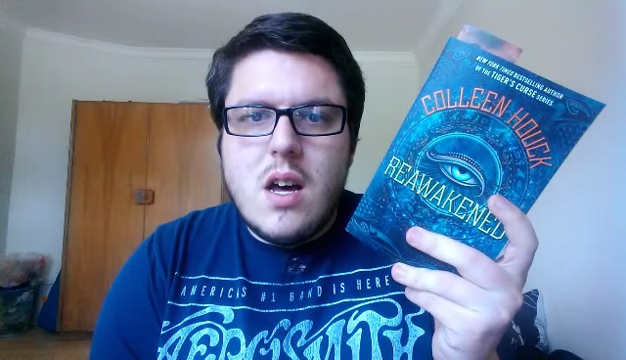 NEW YORK TIMES BESTSELLING AUTHOR
OF THE TIGER'S CURSE SERIES
COLLEEN HOUCK
REAWAKENED
AMERICA'S #1 BAND IS HERE
AEROSMITH